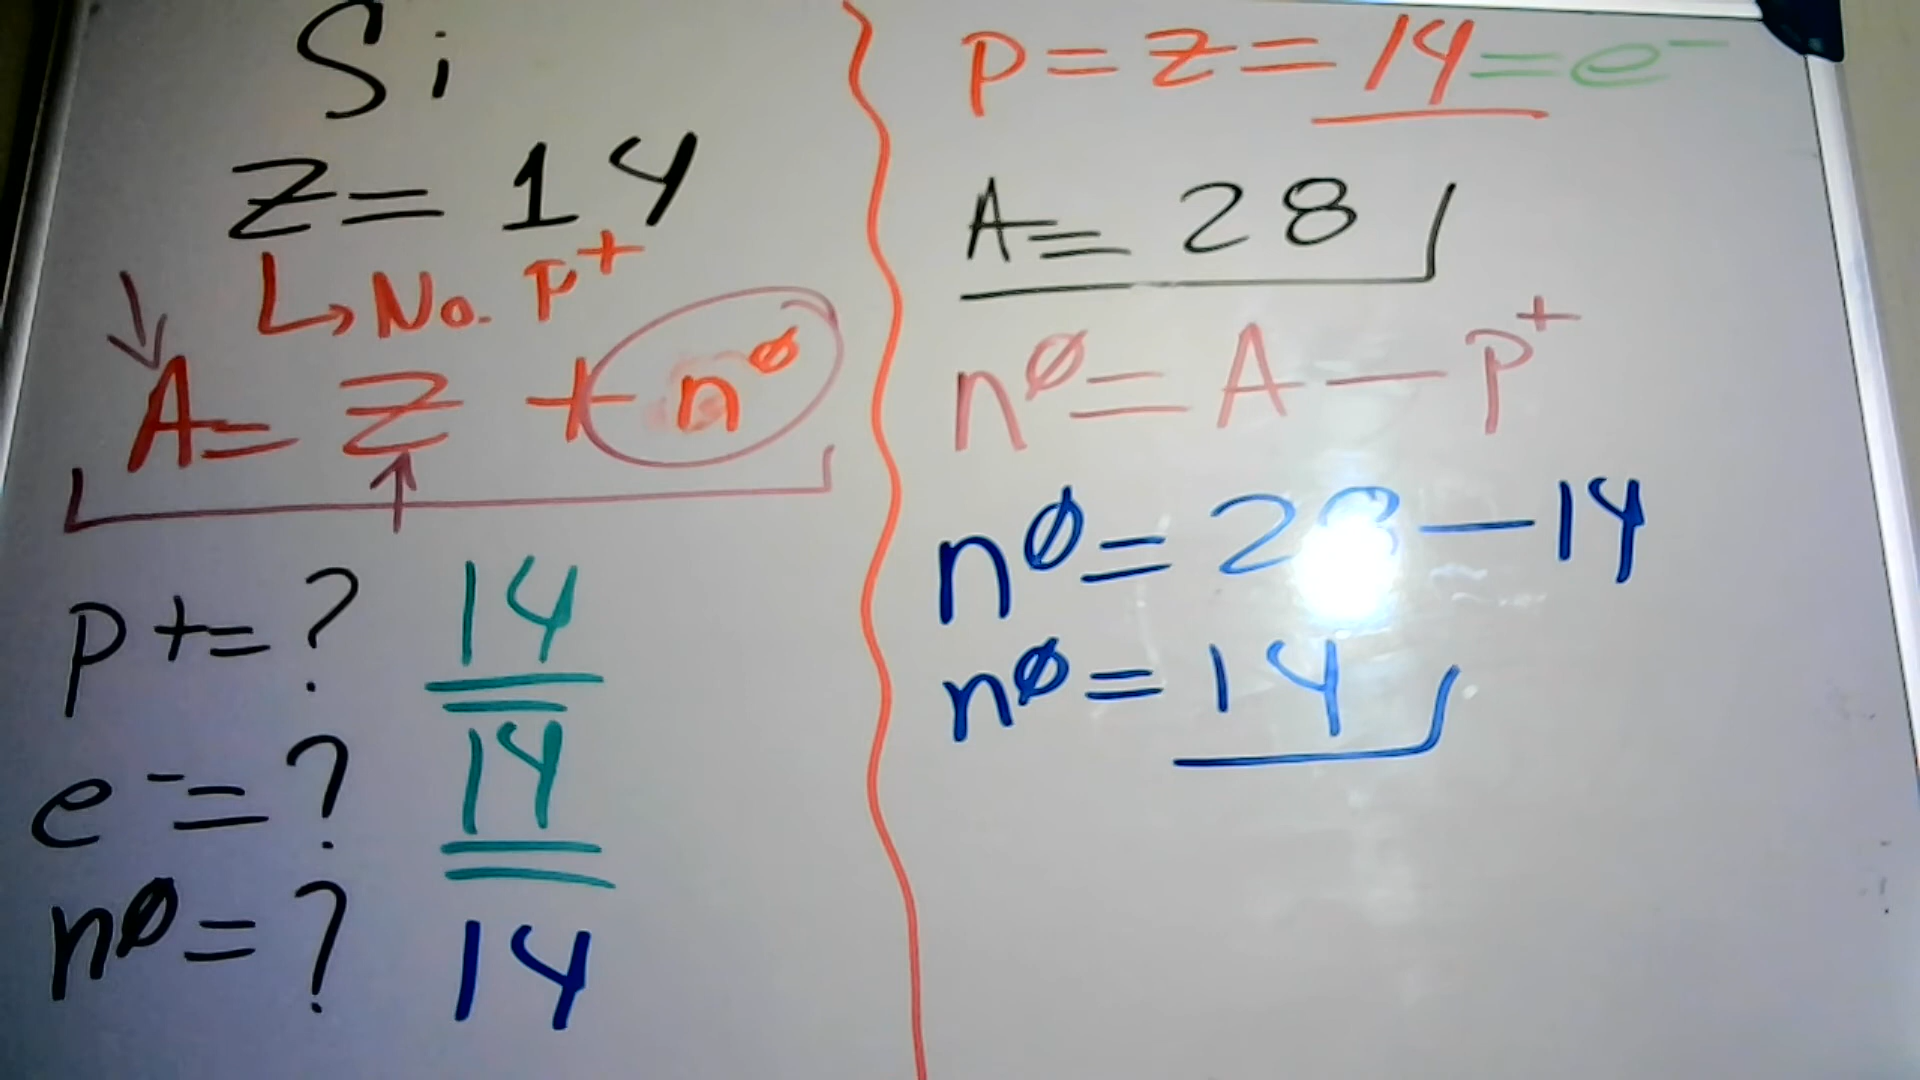 Si
Z = 14
↳ No. P⁺
A = Z + n⁰
p+ = ? 14
e⁻ = ? 14
n⁰ = ? 14
P = Z = 14 = e⁻
A = 28
n⁰ = A — P⁺
n⁰ = 28 — 14
n⁰ = 14